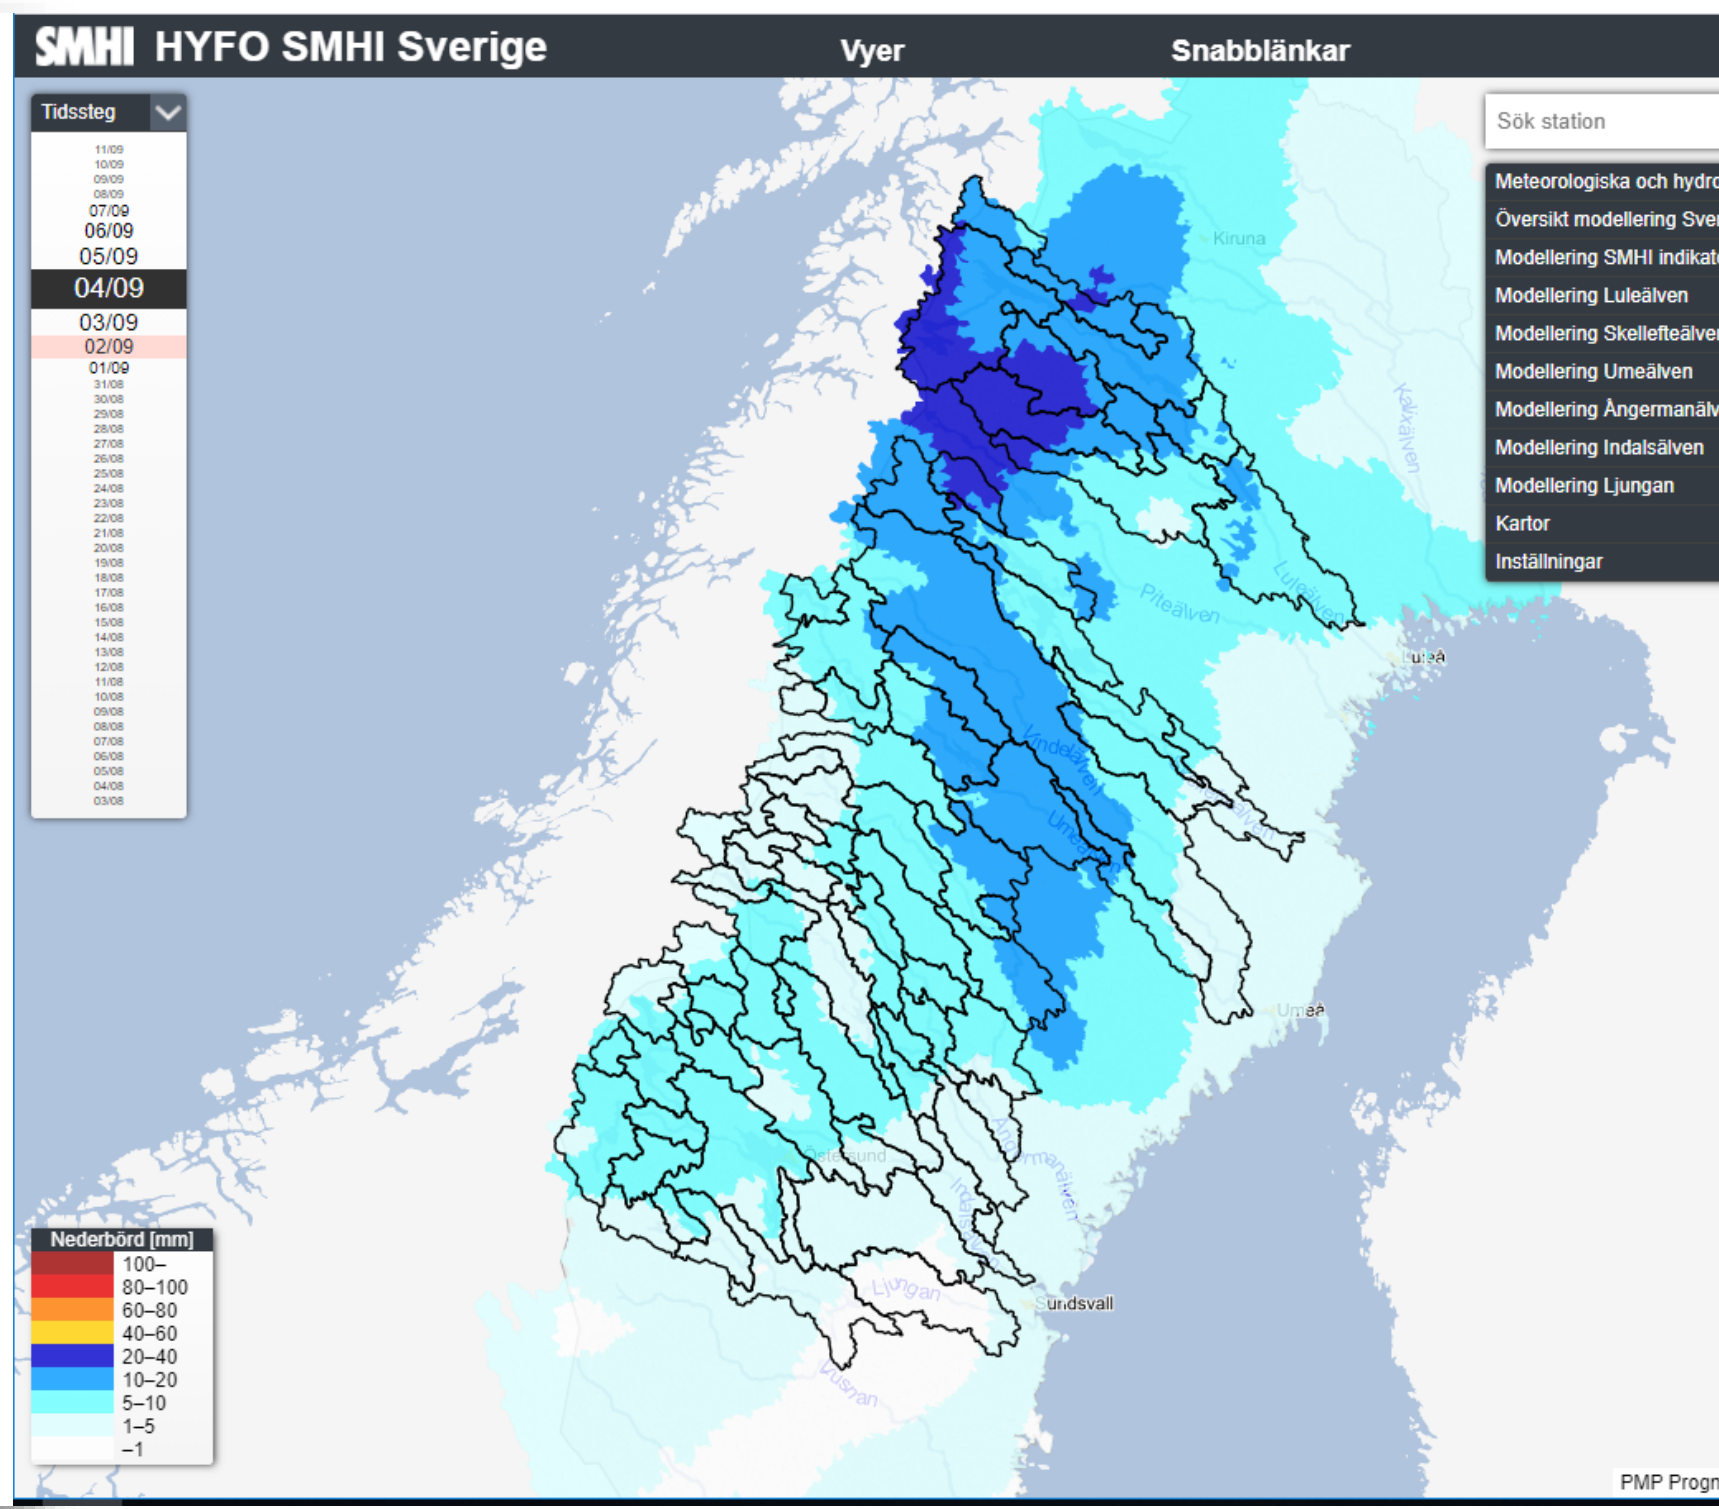 SMHI HYFO SMHI Sverige
Vyer
Snabblänkar
Tidssteg
11/09
10/09
09/09
08/09
07/09
06/09
05/09
04/09
03/09
02/09
01/09
31/08
30/08
29/08
28/08
27/08
26/08
25/08
24/08
23/08
22/08
21/08
20/08
19/08
18/08
17/08
16/08
15/08
14/08
13/08
12/08
11/08
10/08
09/08
08/08
07/08
06/08
05/08
04/08
03/08
Sök station
Meteorologiska och hydro
Översikt modellering Sver
Modellering SMHI indikato
Modellering Luleälven
Modellering Skellefteälven
Modellering Umeälven
Modellering Ångermanälv
Modellering Indalsälven
Modellering Ljungan
Kartor
Inställningar
Kiruna
Kalixälven
Luleälven
Piteälven
Luleå
Vindelälven
Umeälven
Umeå
Östersund
Ångermanälven
Indalsälven
Ljungan
Sundsvall
Ljusnan
Nederbörd [mm]
100–
80–100
60–80
40–60
20–40
10–20
5–10
1–5
–1
PMP Progn